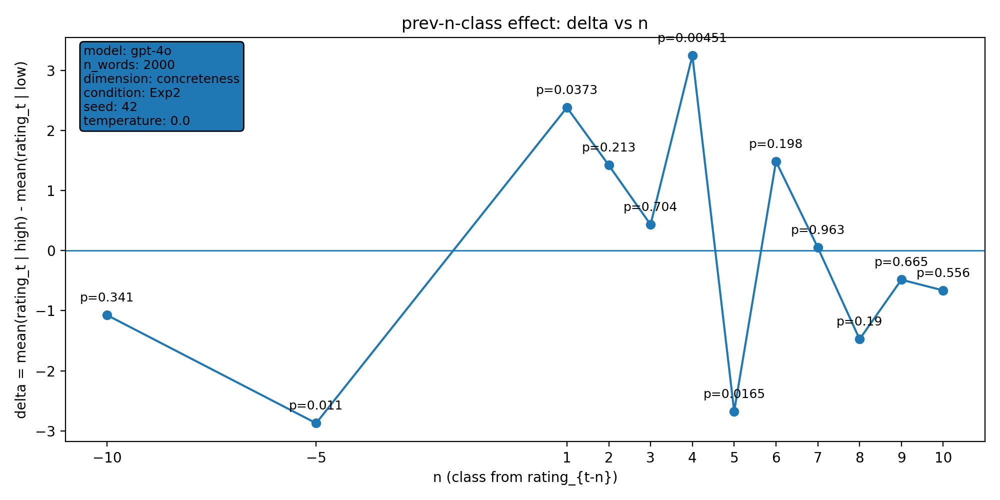 prev-n-class effect: delta vs n
model: gpt-4o
n_words: 2000
dimension: concreteness
condition: Exp2
seed: 42
temperature: 0.0
delta = mean(rating_t | high) - mean(rating_t | low)
3
2
1
0
−1
−2
−3
p=0.341
p=0.011
p=0.0373
p=0.213
p=0.704
p=0.00451
p=0.0165
p=0.198
p=0.963
p=0.19
p=0.665
p=0.556
−10
−5
1
2
3
4
5
6
7
8
9
10
n (class from rating_{t-n})